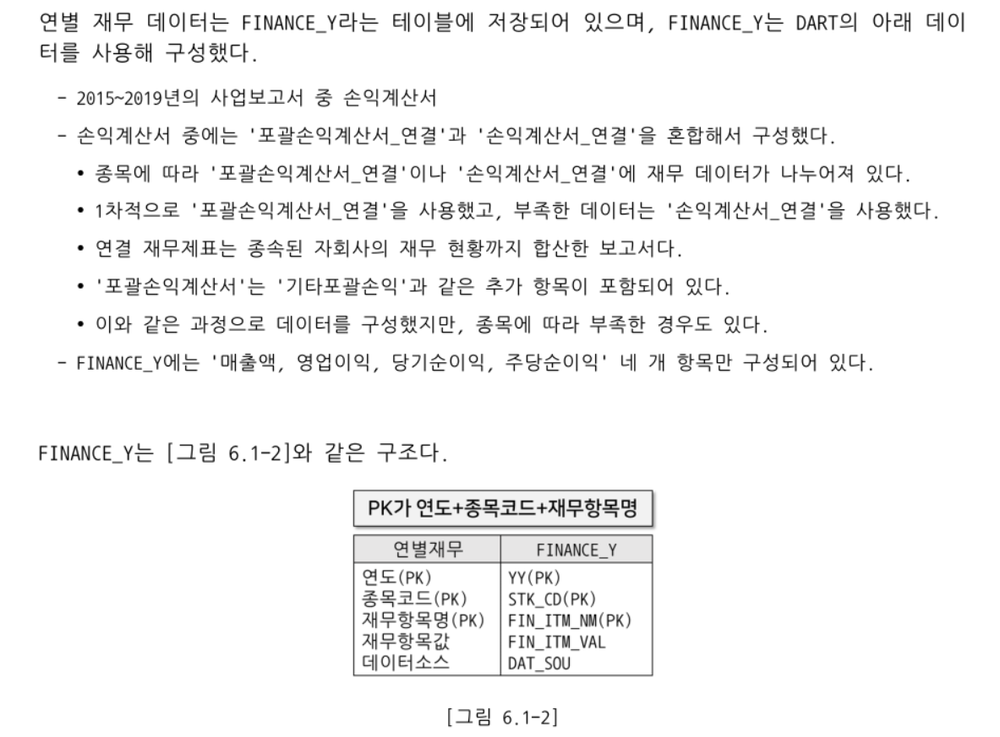 연별 재무 데이터는 FINANCE_Y라는 테이블에 저장되어 있으며, FINANCE_Y는 DART의 아래 데이
터를 사용해 구성했다.
- 2015~2019년의 사업보고서 중 손익계산서
- 손익계산서 중에는 '포괄손익계산서_연결'과 '손익계산서_연결'을 혼합해서 구성했다.
• 종목에 따라 '포괄손익계산서_연결'이나 '손익계산서_연결'에 재무 데이터가 나누어져 있다.
• 1차적으로 '포괄손익계산서_연결'을 사용했고, 부족한 데이터는 '손익계산서_연결'을 사용했다.
• 연결 재무제표는 종속된 자회사의 재무 현황까지 합산한 보고서다.
• '포괄손익계산서'는 '기타포괄손익'과 같은 추가 항목이 포함되어 있다.
• 이와 같은 과정으로 데이터를 구성했지만, 종목에 따라 부족한 경우도 있다.
- FINANCE_Y에는 '매출액, 영업이익, 당기순이익, 주당순이익' 네 개 항목만 구성되어 있다.
FINANCE_Y는 [그림 6.1-2]와 같은 구조다.
PK가 연도+종목코드+재무항목명
연별재무 FINANCE_Y
연도(PK) YY(PK)
종목코드(PK) STK_CD(PK)
재무항목명(PK) FIN_ITM_NM(PK)
재무항목값 FIN_ITM_VAL
데이터소스 DAT_SOU
[그림 6.1-2]